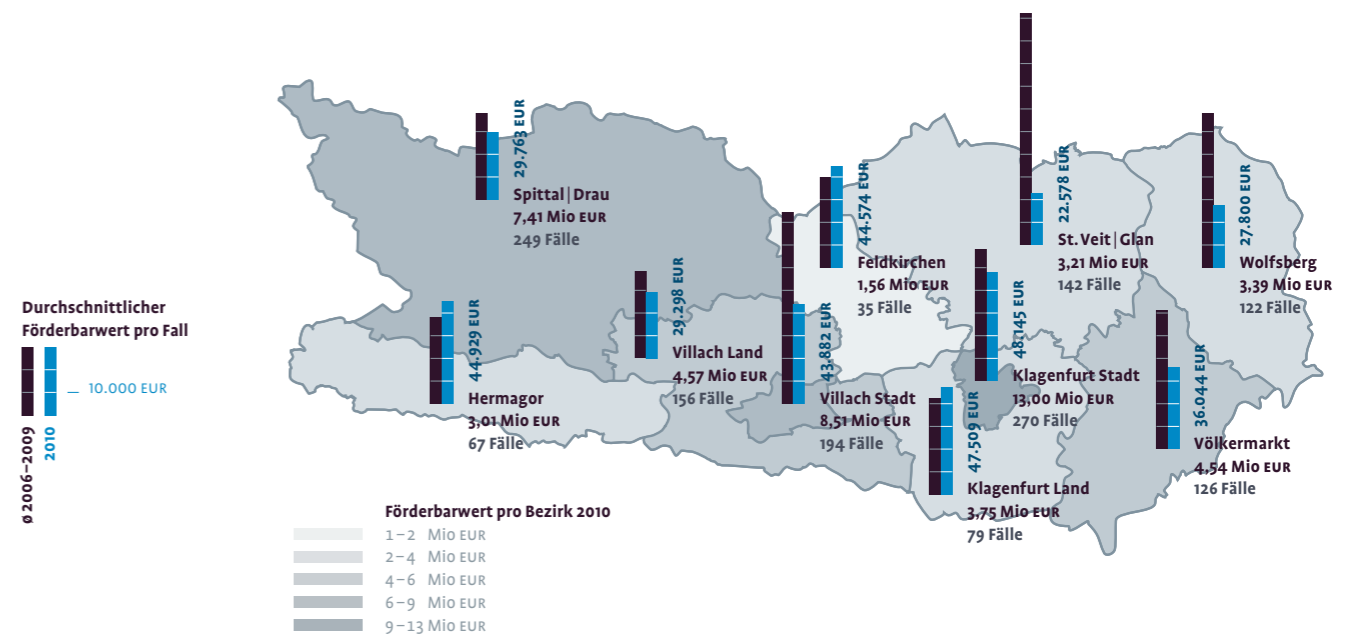 29.763 EUR
Spittal|Drau
7,41 Mio EUR
249 Fälle
44.574 EUR
Feldkirchen
1,56 Mio EUR
35 Fälle
22.578 EUR
St. Veit|Glan
3,21 Mio EUR
142 Fälle
27.800 EUR
Wolfsberg
3,39 Mio EUR
122 Fälle
44.929 EUR
Hermagor
3,01 Mio EUR
67 Fälle
29.298 EUR
Villach Land
4,57 Mio EUR
156 Fälle
43.882 EUR
Villach Stadt
8,51 Mio EUR
194 Fälle
48.145 EUR
Klagenfurt Stadt
13,00 Mio EUR
270 Fälle
47.509 EUR
Klagenfurt Land
3,75 Mio EUR
79 Fälle
36.044 EUR
Völkermarkt
4,54 Mio EUR
126 Fälle
Durchschnittlicher
Förderbarwert pro Fall
10.000 EUR
ø 2006–2009
2010
Förderbarwert pro Bezirk 2010
1–2 Mio EUR
2–4 Mio EUR
4–6 Mio EUR
6–9 Mio EUR
9–13 Mio EUR